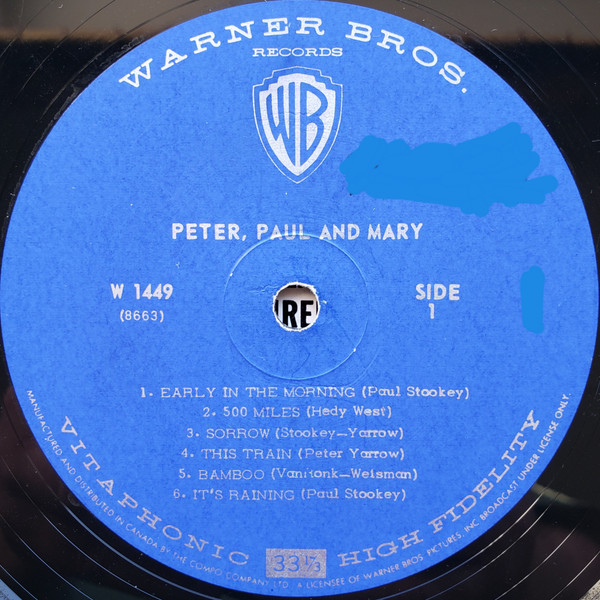 WARNER BROS.
RECORDS
WB
PETER, PAUL AND MARY
W 1449
(8663)
SIDE
1
RE
1. EARLY IN THE MORNING (Paul Stookey)
2. 500 MILES (Hedy West)
3. SORROW (Stookey—Yarrow)
4. THIS TRAIN (Peter Yarrow)
5. BAMBOO (Vanronk—Weisman)
6. IT'S RAINING (Paul Stookey)
VITAPHONIC 33 1/3 HIGH FIDELITY
MANUFACTURED AND DISTRIBUTED IN CANADA BY THE COMPO COMPANY LTD. • LICENSEE OF WARNER BROS. PICTURES, INC. BROADCAST UNDER LICENSE ONLY.